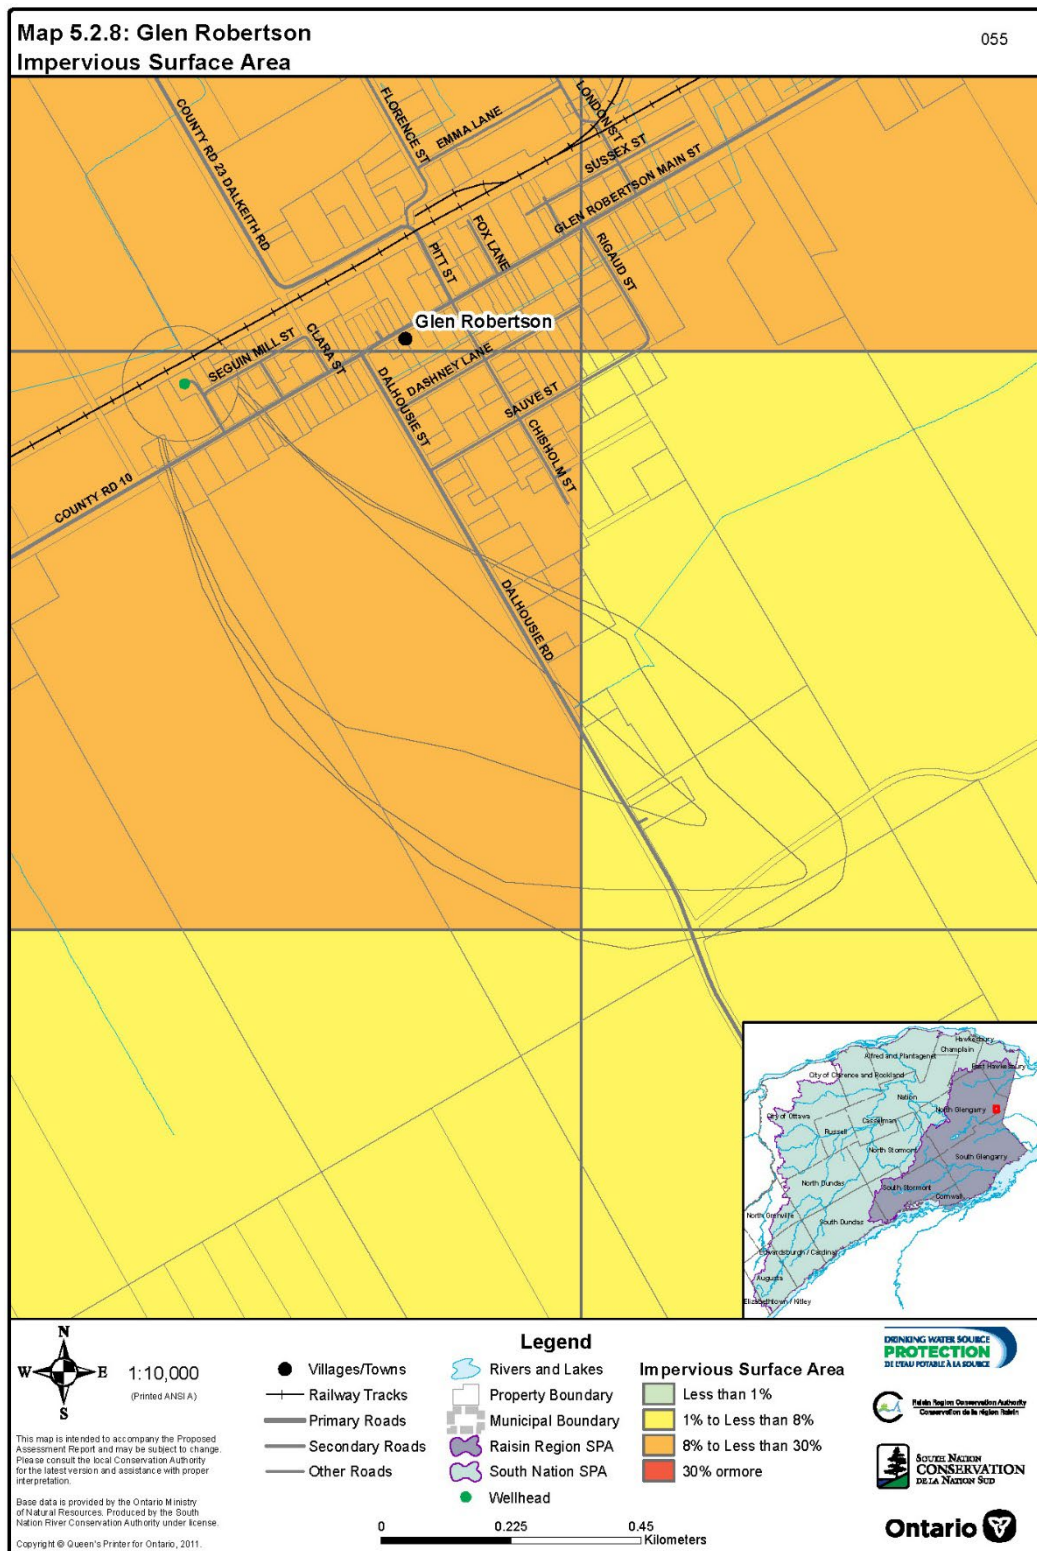 Map 5.2.8: Glen Robertson
Impervious Surface Area
055
COUNTY RD 23 DALKEITH RD
FLORENCE ST
EMMA LANE
LONDON ST
SUSSEX ST
GLEN ROBERTSON MAIN ST
FOX LANE
PITT ST
RIGAUD ST
Glen Robertson
SEGUIN MILL ST
CLARA ST
DALHOUSIE ST
DASHNEY LANE
SAUVE ST
CHISHOLM ST
COUNTY RD 10
DALHOUSIE RD
Hawkesbury
Champlain
Alfred and Plantagenet
East Hawkesbury
City of Clarence and Rockland
Nation
North Glengarry
City of Ottawa
Casselman
Russell
North Stormont
South Glengarry
North Dundas
South Stormont
Cornwall
North Grenville
South Dundas
Edwardsburgh / Cardinal
Augusta
Elizabethtown / Kitley
N
W E
S
1:10,000
(Printed ANSI A)
This map is intended to accompany the Proposed
Assessment Report and may be subject to change.
Please consult the local Conservation Authority
for the latest version and assistance with proper
interpretation.
Base data is provided by the Ontario Ministry
of Natural Resources. Produced by the South
Nation River Conservation Authority under license.
Copyright © Queen's Printer for Ontario, 2011.
Legend
Villages/Towns
Railway Tracks
Primary Roads
Secondary Roads
Other Roads
Rivers and Lakes
Property Boundary
Municipal Boundary
Raisin Region SPA
South Nation SPA
Wellhead
Impervious Surface Area
Less than 1%
1% to Less than 8%
8% to Less than 30%
30% ormore
0 0.225 0.45
Kilometers
DRINKING WATER SOURCE
PROTECTION
DE L'EAU POTABLE À LA SOURCE
Raisin Region Conservation Authority
Conservation de la région Raisin
SOUTH NATION
CONSERVATION
DE LA NATION SUD
Ontario